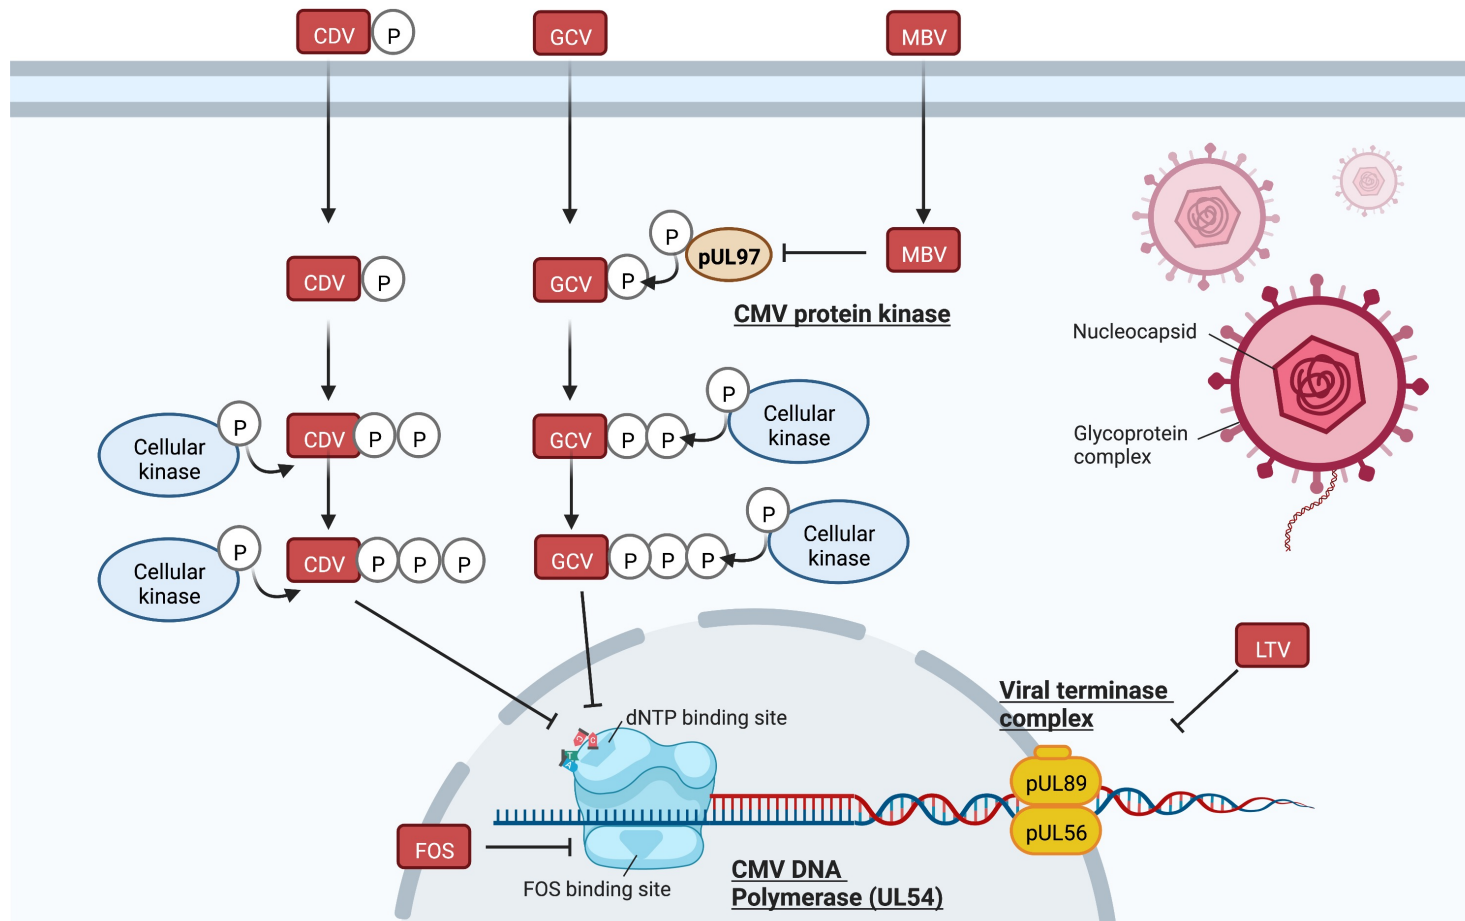 CDV P
GCV
MBV
P
pUL97
MBV
CDV P
GCV P
CMV protein kinase
Nucleocapsid
P
Cellular
kinase
P
Cellular
kinase
CDV P P
GCV P P
Glycoprotein
complex
P
Cellular
kinase
P
Cellular
kinase
CDV P P P
GCV P P P
LTV
Viral terminase
complex
dNTP binding site
T
A
pUL89
pUL56
FOS
FOS binding site
CMV DNA
Polymerase (UL54)